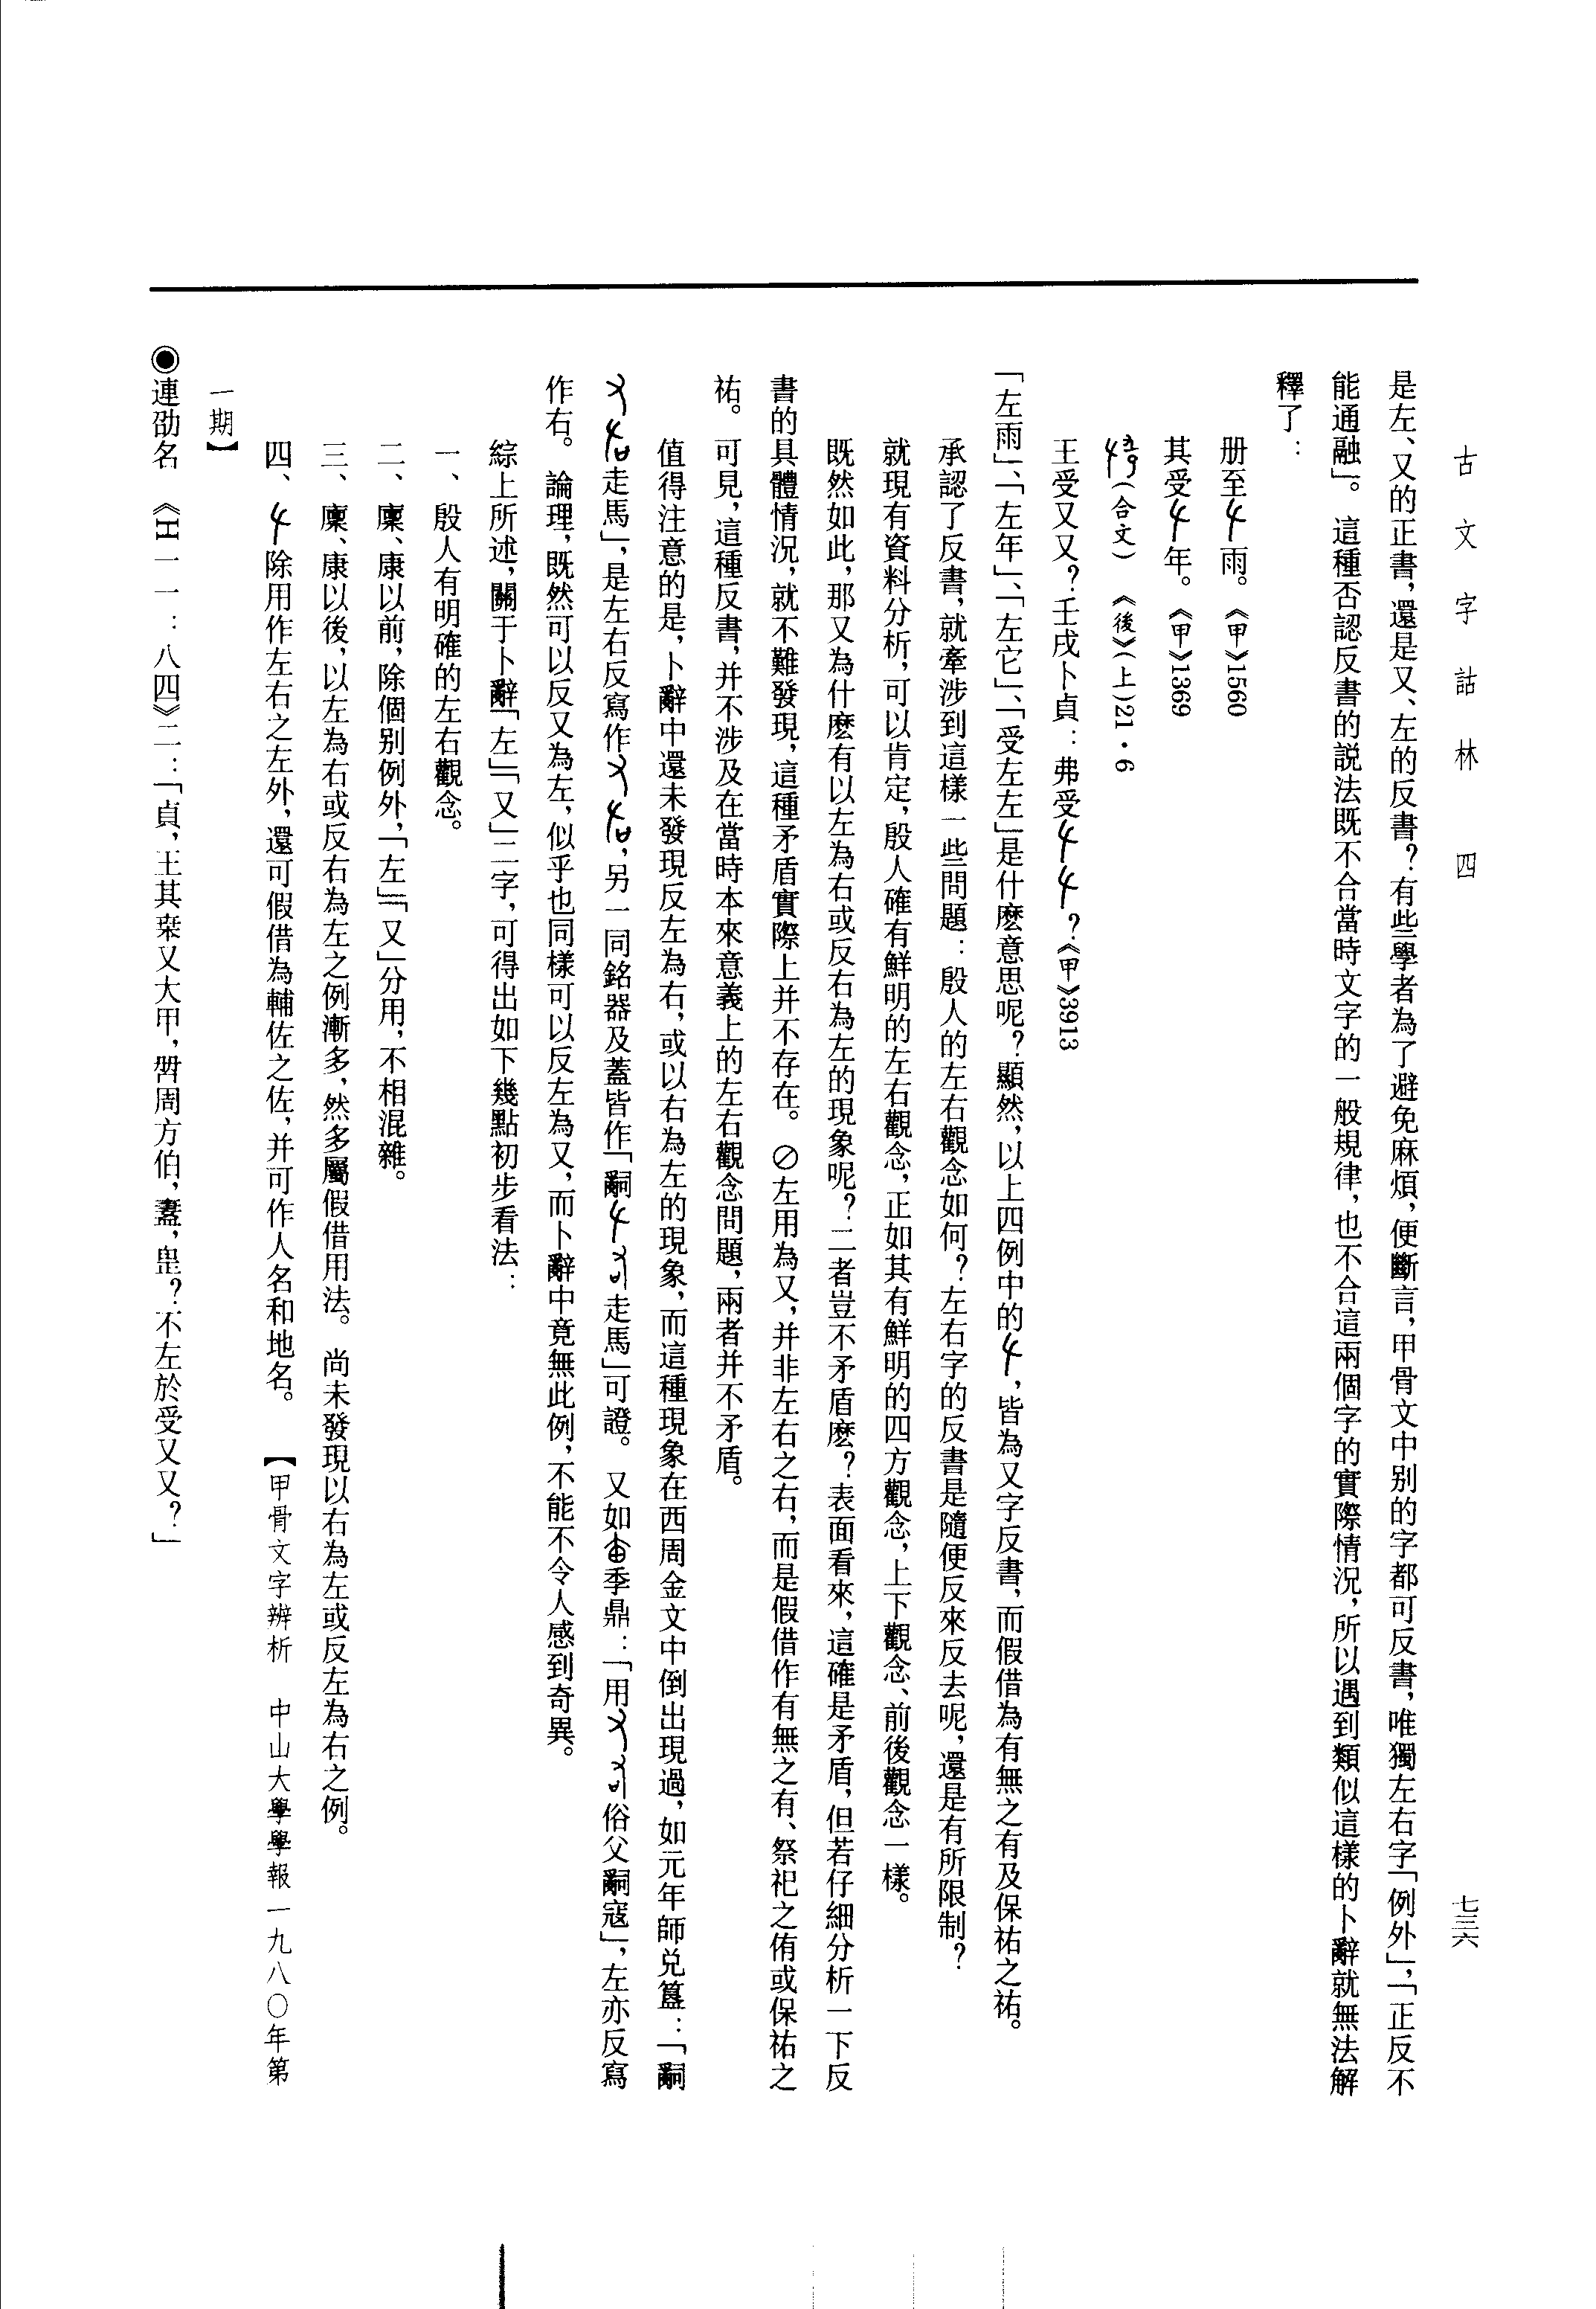 古文字詁林 四
七三六
是左、又的正書,還是又、左的反書?有些學者為了避免麻煩,便斷言,甲骨文中别的字都可反書,唯獨左右字「例外」,「正反不
能通融」。這種否認反書的説法既不合當時文字的一般規律,也不合這兩個字的實際情况,所以遇到類似這樣的卜辭就無法解
釋了:
册至雨。《甲》1560
其受年。《甲》1369
(合文) 《後》(上)21·6
王受又又?壬戌卜貞:弗受?《甲》3913
「左雨」、「左年」、「左它」、「受左左」是什麽意思呢?顯然,以上四例中的,皆為又字反書,而假借為有無之有及保祐之祐。
承認了反書,就牽涉到這樣一些問題:殷人的左右觀念如何?左右字的反書是隨便反來反去呢,還是有所限制?
就現有資料分析,可以肯定,殷人確有鮮明的左右觀念,正如其有鮮明的四方觀念,上下觀念、前後觀念一樣。
既然如此,那又為什麽有以左為右或反右為左的現象呢?二者豈不矛盾麽?表面看來,這確是矛盾,但若仔細分析一下反
書的具體情况,就不難發現,這種矛盾實際上并不存在。⊘左用為又,并非左右之右,而是假借作有無之有、祭祀之侑或保祐之
祐。可見,這種反書,并不涉及在當時本來意義上的左右觀念問題,兩者并不矛盾。
值得注意的是,卜辭中還未發現反左為右,或以右為左的現象,而這種現象在西周金文中倒出現過,如元年師兑簋:「嗣
走馬」,是左右反寫作,另一同銘器及蓋皆作「嗣走馬」可證。又如季鼎:「用俗父嗣寇」,左亦反寫
作右。論理,既然可以反又為左,似乎也同樣可以反左為又,而卜辭中竟無此例,不能不令人感到奇異。
綜上所述,關于卜辭「左」「又」二字,可得出如下幾點初步看法:
一、殷人有明確的左右觀念。
二、廩、康以前,除個别例外,「左」「又」分用,不相混雜。
三、廩、康以後,以左為右或反右為左之例漸多,然多屬假借用法。尚未發現以右為左或反左為右之例。
四、除用作左右之左外,還可假借為輔佐之佐,并可作人名和地名。 【甲骨文字辨析 中山大學學報一九八〇年第
一期】
◉連劭名 《H一一:八四》二:「貞,王其𠦪又大甲,𠕋周方伯,䀌,?不左於受又又?」